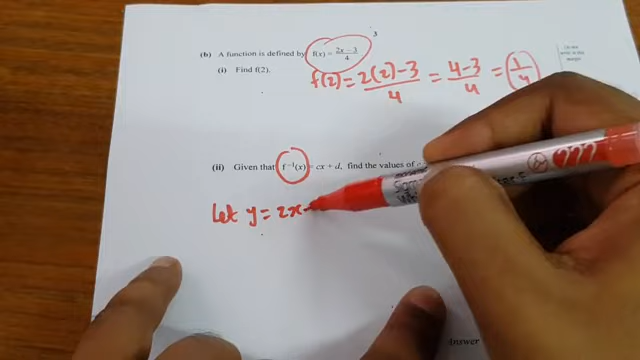 3
(b) A function is defined by f(x) = (2x − 3)/4
(i) Find f(2).
f(2) = (2(2) − 3)/4 = (4 − 3)/4 = 1/4
(ii) Given that f⁻¹(x) = cx + d, find the values of
Let y = 2x −
Answer